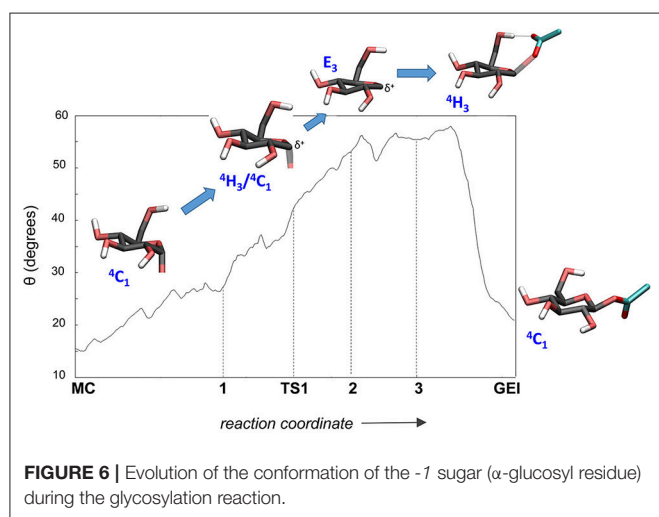 60
50
40
30
20
10
θ (degrees)
⁴C₁
⁴H₃/⁴C₁
δ⁺
E₃
δ⁺
⁴H₃
⁴C₁
MC 1 TS1 2 3 GEI
reaction coordinate
FIGURE 6 | Evolution of the conformation of the -1 sugar (α-glucosyl residue)
during the glycosylation reaction.